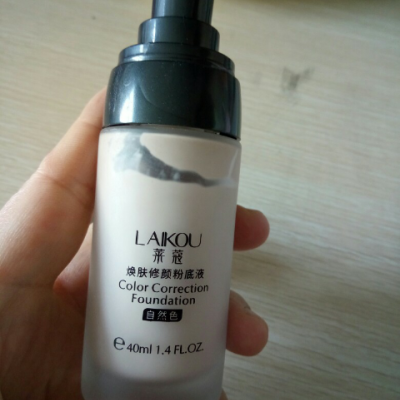 LAIKOU
莱蔻
焕肤修颜粉底液
Color Correction
Foundation
自然色
℮ 40ml 1.4 FL.OZ.